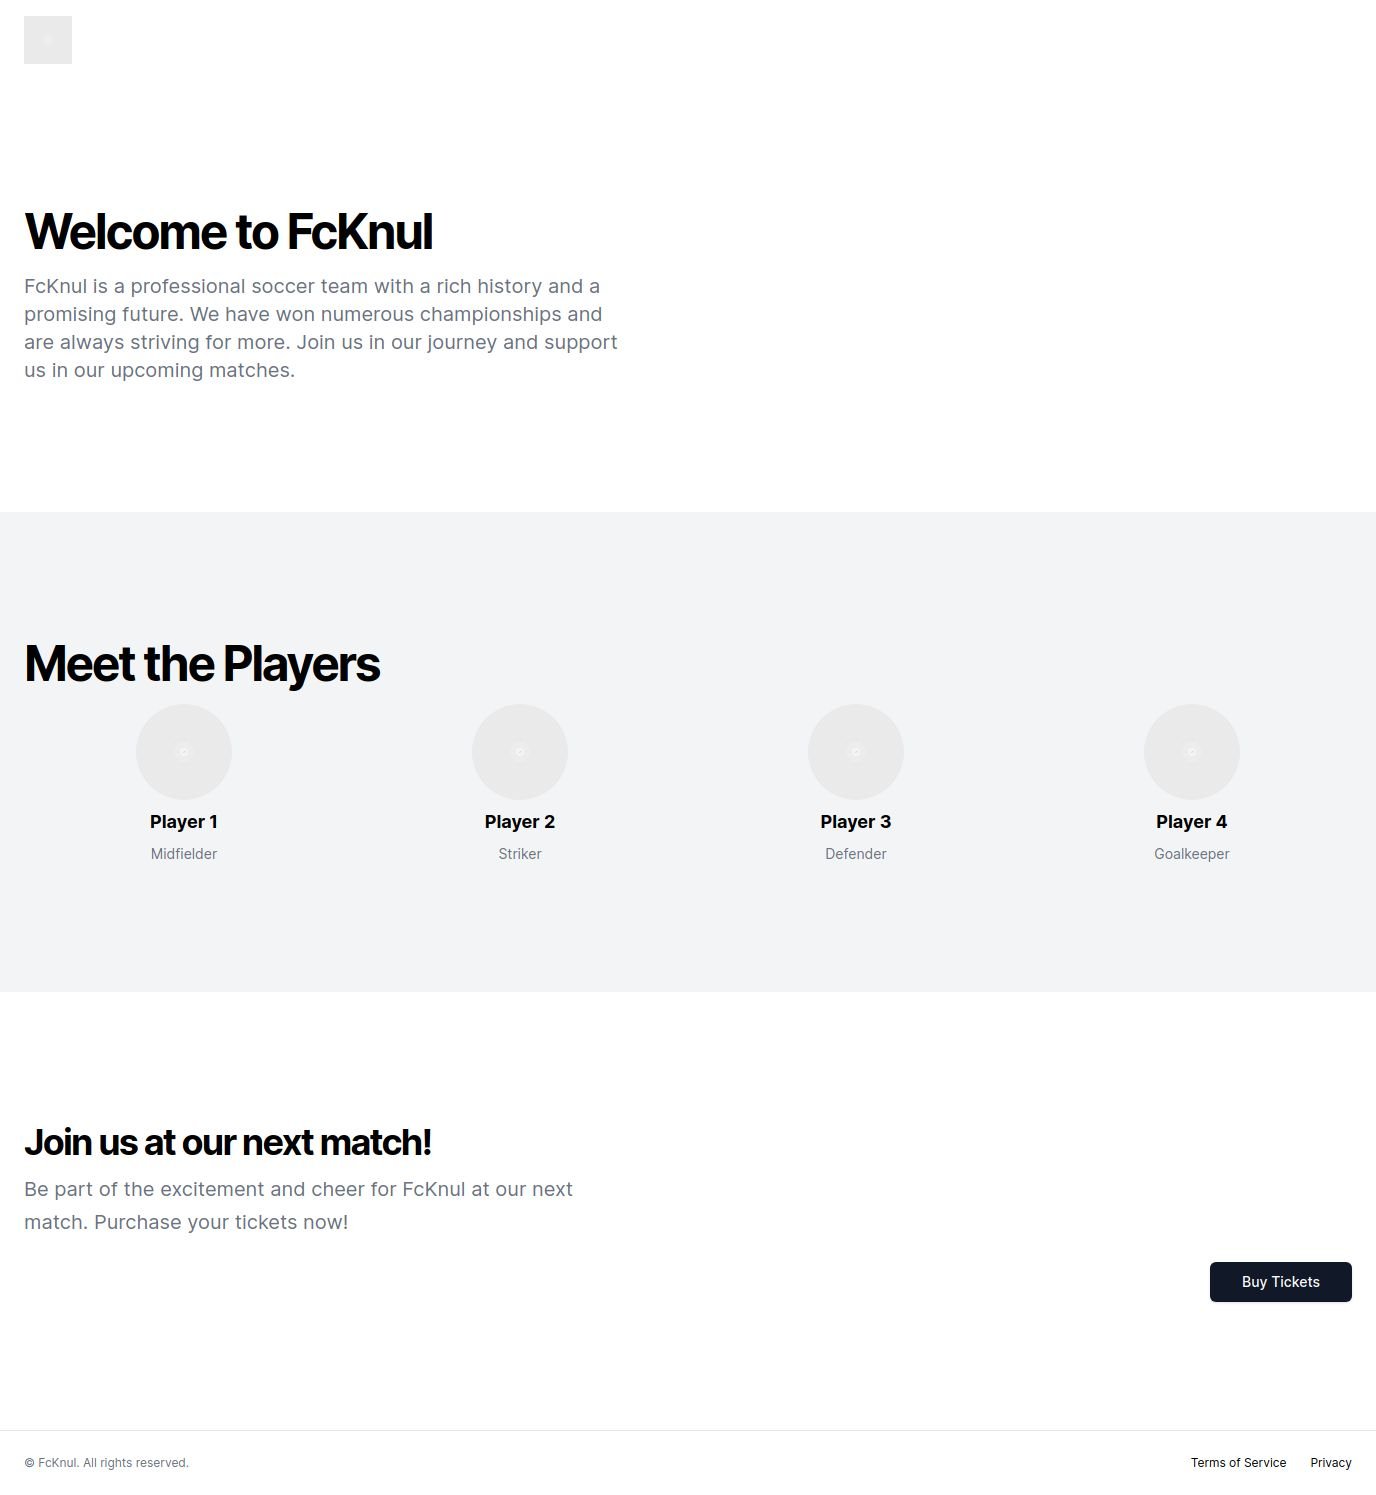 Welcome to FcKnul
FcKnul is a professional soccer team with a rich history and a
promising future. We have won numerous championships and
are always striving for more. Join us in our journey and support
us in our upcoming matches.
Meet the Players
Player 1
Midfielder
Player 2
Striker
Player 3
Defender
Player 4
Goalkeeper
Join us at our next match!
Be part of the excitement and cheer for FcKnul at our next
match. Purchase your tickets now!
Buy Tickets
© FcKnul. All rights reserved.
Terms of Service
Privacy